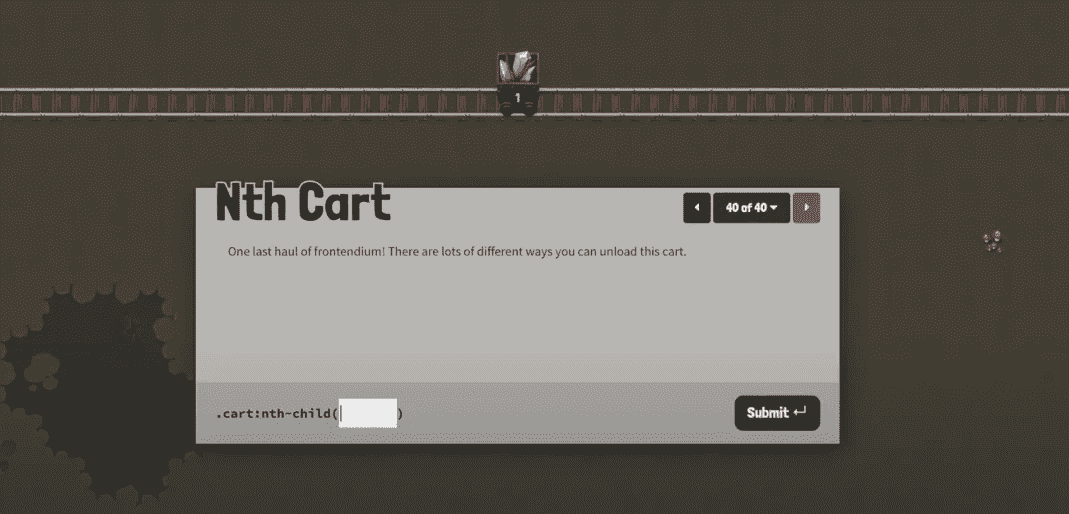 1
Nth Cart
40 of 40
One last haul of frontendium! There are lots of different ways you can unload this cart.
.cart:nth-child( )
Submit